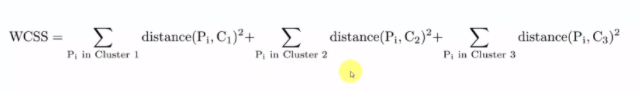 WCSS = ∑ distance(Pᵢ, C₁)² + ∑ distance(Pᵢ, C₂)² + ∑ distance(Pᵢ, C₃)²
Pᵢ in Cluster 1 Pᵢ in Cluster 2 Pᵢ in Cluster 3